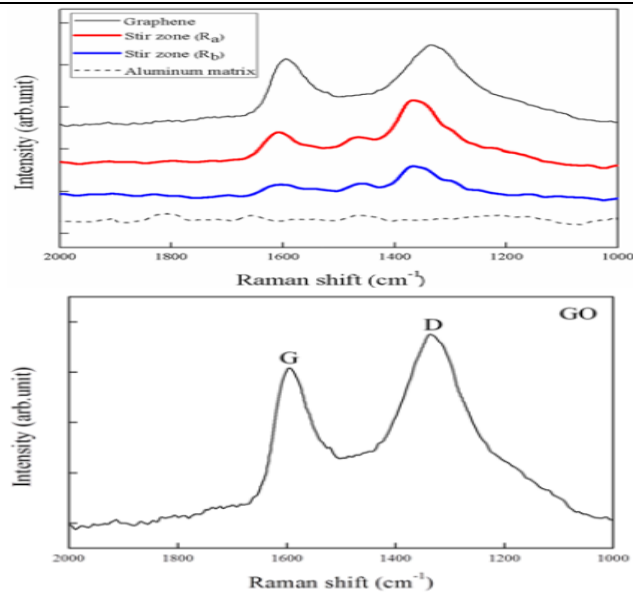 Graphene
Stir zone (Ra)
Stir zone (Rb)
Aluminum matrix
Intensity (arb.unit)
2000 1800 1600 1400 1200 1000
Raman shift (cm-1)
GO
G
D
Intensity (arb.unit)
2000 1800 1600 1400 1200 1000
Raman shift (cm-1)